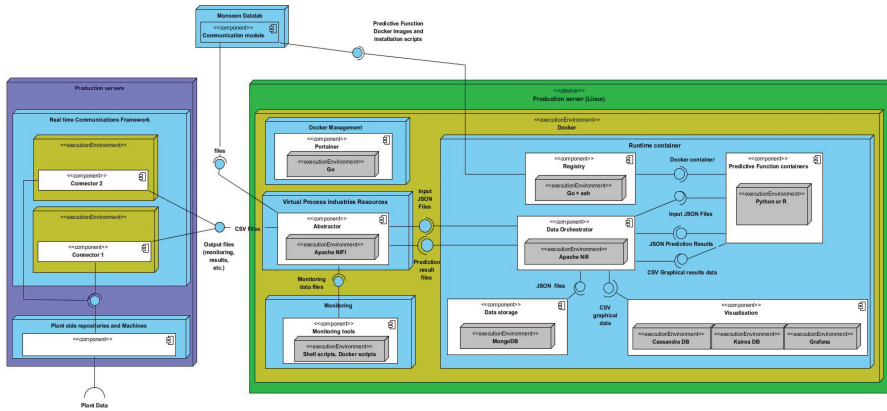 Monsoon Datalab
<<component>>
Communication module
Predictive Function
Docker images and
installation scripts
files
Production servers
Real time Communications Framework
<<executionEnvironment>>
<<component>>
Connector 2
<<executionEnvironment>>
<<component>>
Connector 1
Plant side repositories and Machines
<<component>>
Plant Data
Output files
(monitoring,
results,
etc.)
CSV Files
<<device>>
Production server (Linux)
<<executionEnvironment>>
Docker
Docker Management
<<component>>
Portainer
<<executionEnvironment>>
Go
Virtual Process industries Resources
<<component>>
Abstractor
<<executionEnvironment>>
Apache NIFI
Monitoring
data files
Monitoring
<<component>>
Monitoring tools
<<executionEnvironment>>
Shell scripts, Docker scripts
Input
JSON
Files
Prediction
result
files
Runtime container
<<component>>
Registry
<<executionEnvironment>>
Go + ssh
Docker container
<<component>>
Predictive Function containers
<<executionEnvironment>>
Python or R
<<component>>
Data Orchestrator
<<executionEnvironment>>
Apache Nifi
Input JSON Files
JSON Prediction Results
CSV Graphical results data
JSON files
CSV
graphical
data
<<component>>
Data storage
<<executionEnvironment>>
MongoDB
<<component>>
Visualization
<<executionEnvironment>>
Cassandra DB
<<executionEnvironment>>
Kairos DB
<<executionEnvironment>>
Grafana